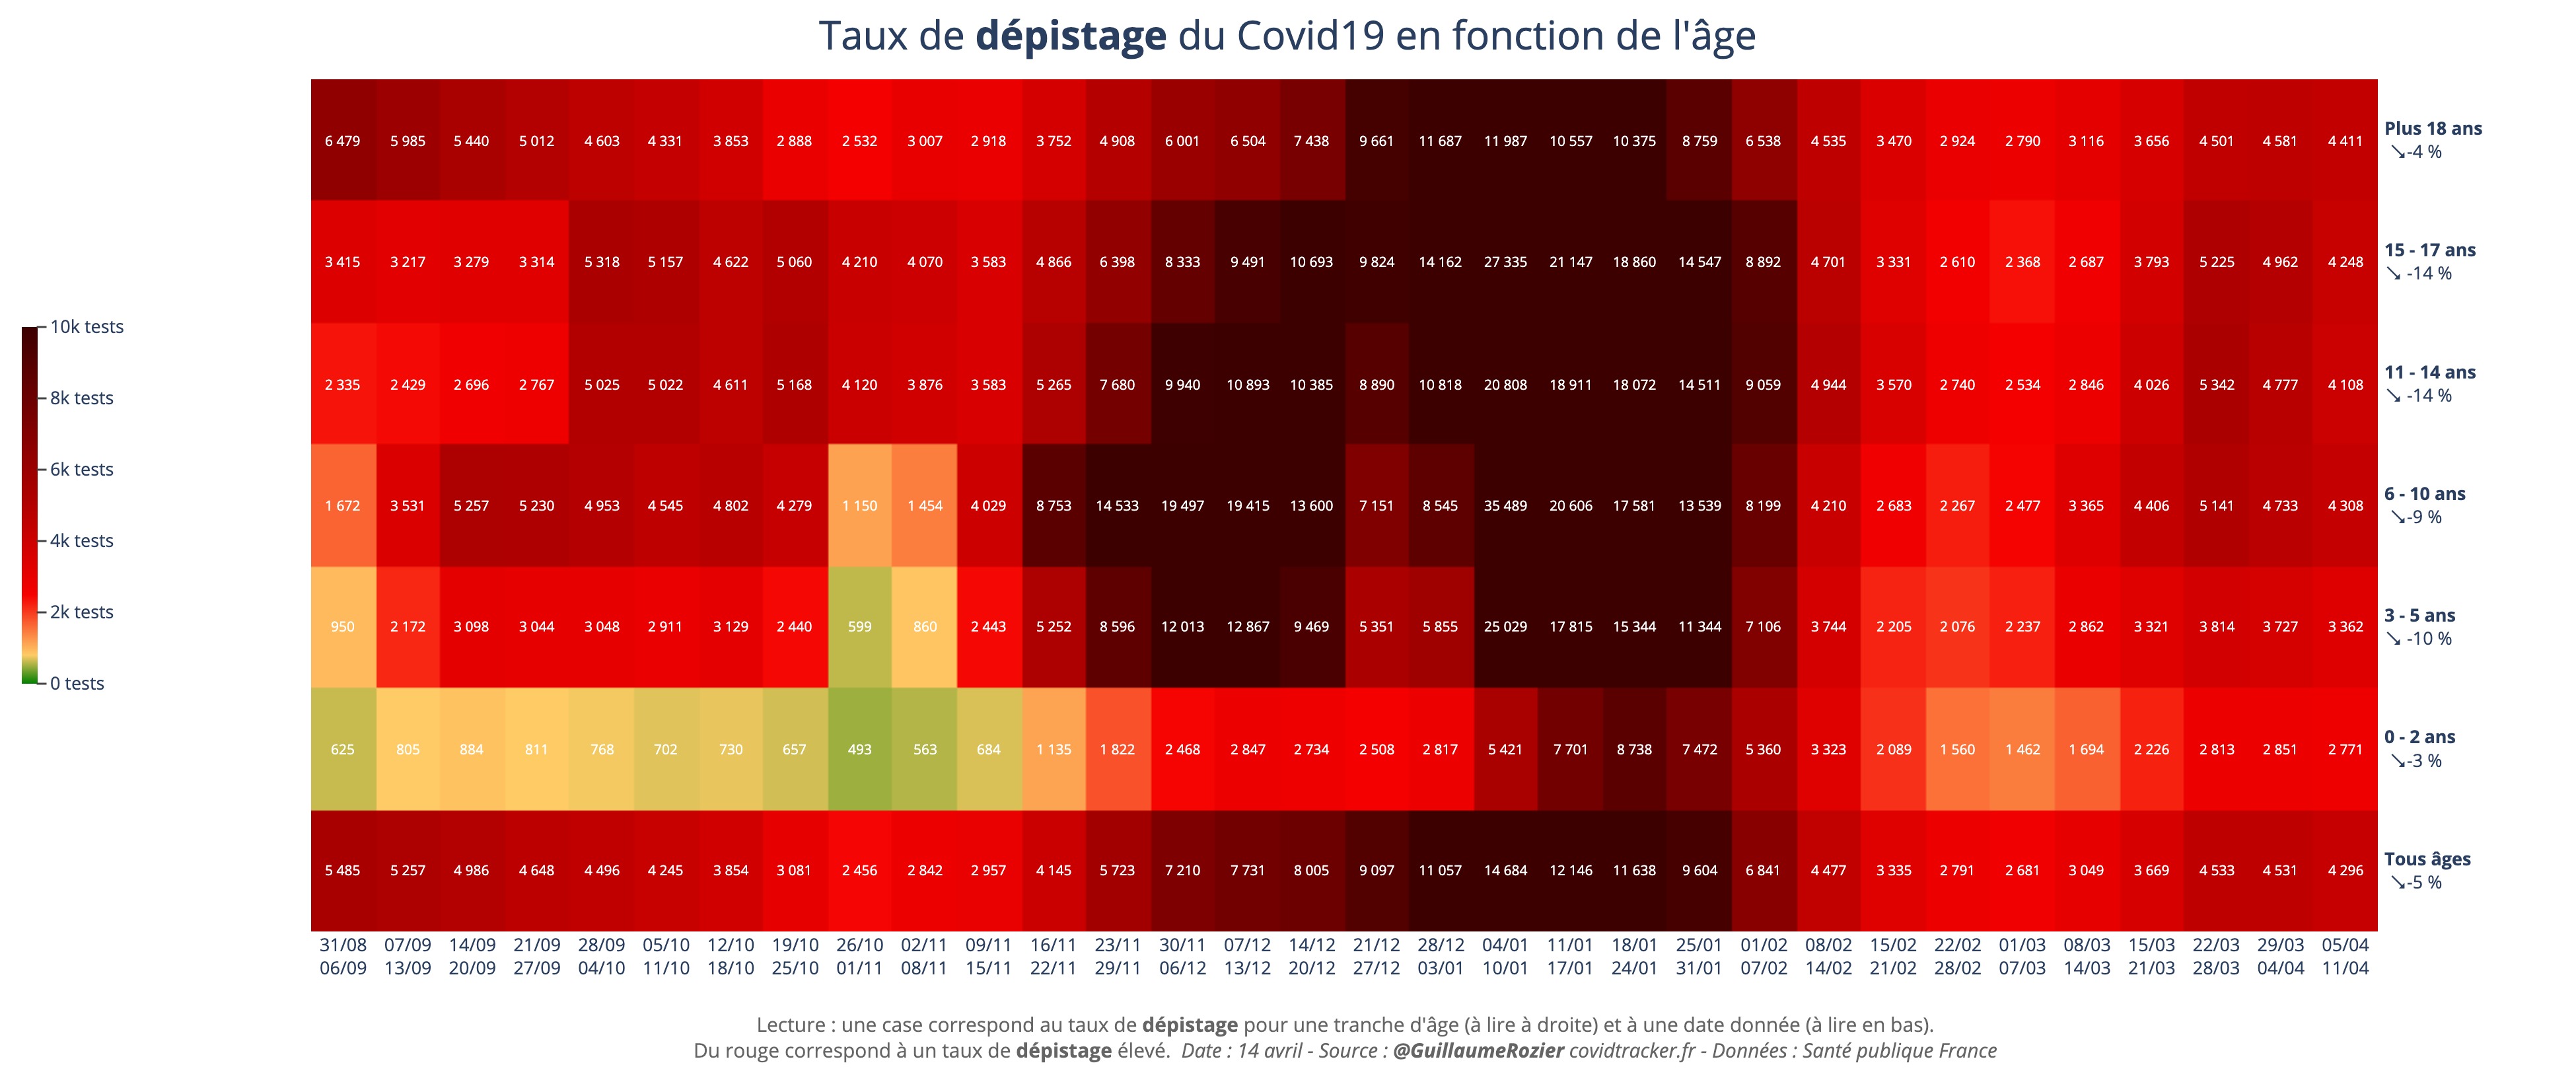 Taux de dépistage du Covid19 en fonction de l'âge
10k tests
8k tests
6k tests
4k tests
2k tests
0 tests
6 479 5 985 5 440 5 012 4 603 4 331 3 853 2 888 2 532 3 007 2 918 3 752 4 908 6 001 6 504 7 438 9 661 11 687 11 987 10 557 10 375 8 759 6 538 4 535 3 470 2 924 2 790 3 116 3 656 4 501 4 581 4 411
Plus 18 ans
↘-4 %
3 415 3 217 3 279 3 314 5 318 5 157 4 622 5 060 4 210 4 070 3 583 4 866 6 398 8 333 9 491 10 693 9 824 14 162 27 335 21 147 18 860 14 547 8 892 4 701 3 331 2 610 2 368 2 687 3 793 5 225 4 962 4 248
15 - 17 ans
↘ -14 %
2 335 2 429 2 696 2 767 5 025 5 022 4 611 5 168 4 120 3 876 3 583 5 265 7 680 9 940 10 893 10 385 8 890 10 818 20 808 18 911 18 072 14 511 9 059 4 944 3 570 2 740 2 534 2 846 4 026 5 342 4 777 4 108
11 - 14 ans
↘ -14 %
1 672 3 531 5 257 5 230 4 953 4 545 4 802 4 279 1 150 1 454 4 029 8 753 14 533 19 497 19 415 13 600 7 151 8 545 35 489 20 606 17 581 13 539 8 199 4 210 2 683 2 267 2 477 3 365 4 406 5 141 4 733 4 308
6 - 10 ans
↘-9 %
950 2 172 3 098 3 044 3 048 2 911 3 129 2 440 599 860 2 443 5 252 8 596 12 013 12 867 9 469 5 351 5 855 25 029 17 815 15 344 11 344 7 106 3 744 2 205 2 076 2 237 2 862 3 321 3 814 3 727 3 362
3 - 5 ans
↘ -10 %
625 805 884 811 768 702 730 657 493 563 684 1 135 1 822 2 468 2 847 2 734 2 508 2 817 5 421 7 701 8 738 7 472 5 360 3 323 2 089 1 560 1 462 1 694 2 226 2 813 2 851 2 771
0 - 2 ans
↘-3 %
5 485 5 257 4 986 4 648 4 496 4 245 3 854 3 081 2 456 2 842 2 957 4 145 5 723 7 210 7 731 8 005 9 097 11 057 14 684 12 146 11 638 9 604 6 841 4 477 3 335 2 791 2 681 3 049 3 669 4 533 4 531 4 296
Tous âges
↘-5 %
31/08 07/09 14/09 21/09 28/09 05/10 12/10 19/10 26/10 02/11 09/11 16/11 23/11 30/11 07/12 14/12 21/12 28/12 04/01 11/01 18/01 25/01 01/02 08/02 15/02 22/02 01/03 08/03 15/03 22/03 29/03 05/04
06/09 13/09 20/09 27/09 04/10 11/10 18/10 25/10 01/11 08/11 15/11 22/11 29/11 06/12 13/12 20/12 27/12 03/01 10/01 17/01 24/01 31/01 07/02 14/02 21/02 28/02 07/03 14/03 21/03 28/03 04/04 11/04
Lecture : une case correspond au taux de dépistage pour une tranche d'âge (à lire à droite) et à une date donnée (à lire en bas).
Du rouge correspond à un taux de dépistage élevé. Date : 14 avril - Source : @GuillaumeRozier covidtracker.fr - Données : Santé publique France